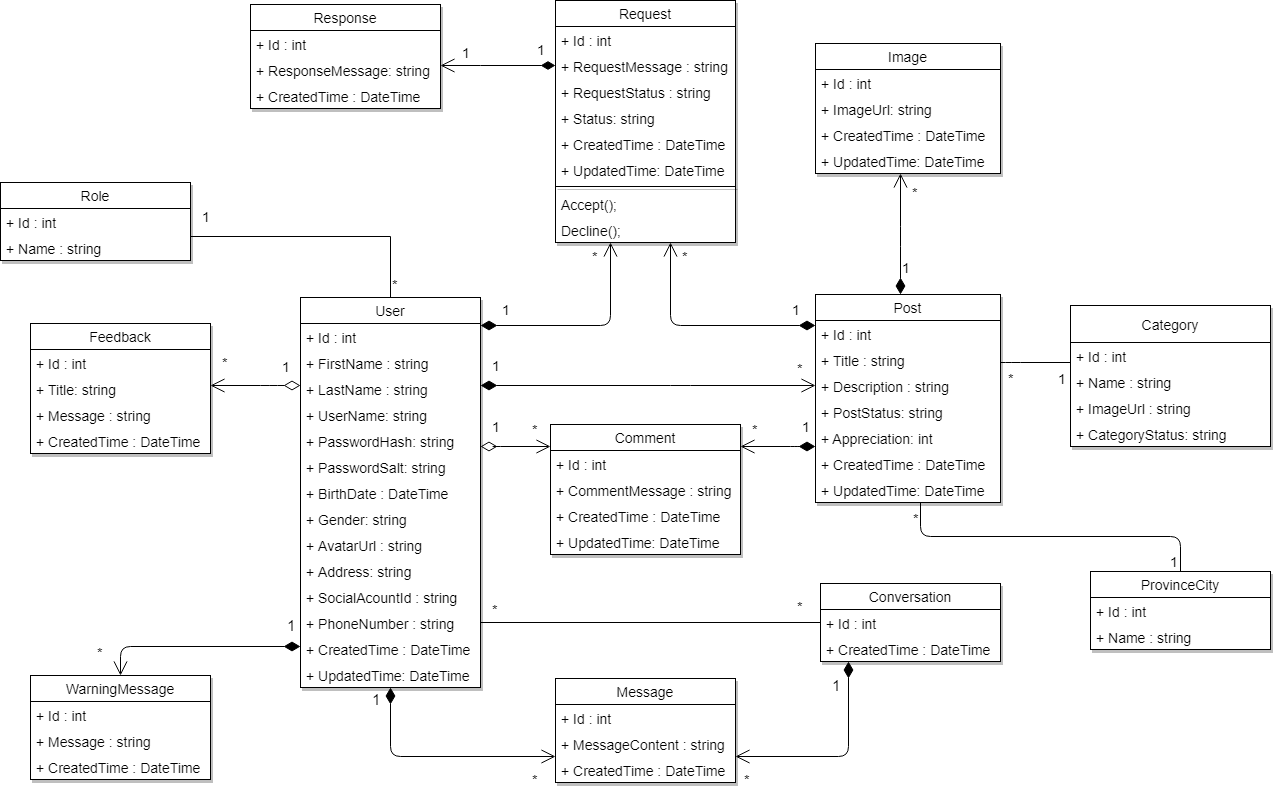 Response
+ Id : int
+ ResponseMessage: string
+ CreatedTime : DateTime
1
1
Request
+ Id : int
+ RequestMessage : string
+ RequestStatus : string
+ Status: string
+ CreatedTime : DateTime
+ UpdatedTime: DateTime
Accept();
Decline();
*
*
Image
+ Id : int
+ ImageUrl: string
+ CreatedTime : DateTime
+ UpdatedTime: DateTime
*
1
Role
+ Id : int
+ Name : string
1
*
Feedback
+ Id : int
+ Title: string
+ Message : string
+ CreatedTime : DateTime
*
1
User
+ Id : int
+ FirstName : string
+ LastName : string
+ UserName: string
+ PasswordHash: string
+ PasswordSalt: string
+ BirthDate : DateTime
+ Gender: string
+ AvatarUrl : string
+ Address: string
+ SocialAcountId : string
+ PhoneNumber : string
+ CreatedTime : DateTime
+ UpdatedTime: DateTime
1
1
1
*
1
*
*
1
1
Comment
+ Id : int
+ CommentMessage : string
+ CreatedTime : DateTime
+ UpdatedTime: DateTime
Post
+ Id : int
+ Title : string
+ Description : string
+ PostStatus: string
+ Appreciation: int
+ CreatedTime : DateTime
+ UpdatedTime: DateTime
*
1
Category
+ Id : int
+ Name : string
+ ImageUrl : string
+ CategoryStatus: string
*
1
ProvinceCity
+ Id : int
+ Name : string
*
*
Conversation
+ Id : int
+ CreatedTime : DateTime
1
*
1
*
WarningMessage
+ Id : int
+ Message : string
+ CreatedTime : DateTime
1
*
Message
+ Id : int
+ MessageContent : string
+ CreatedTime : DateTime